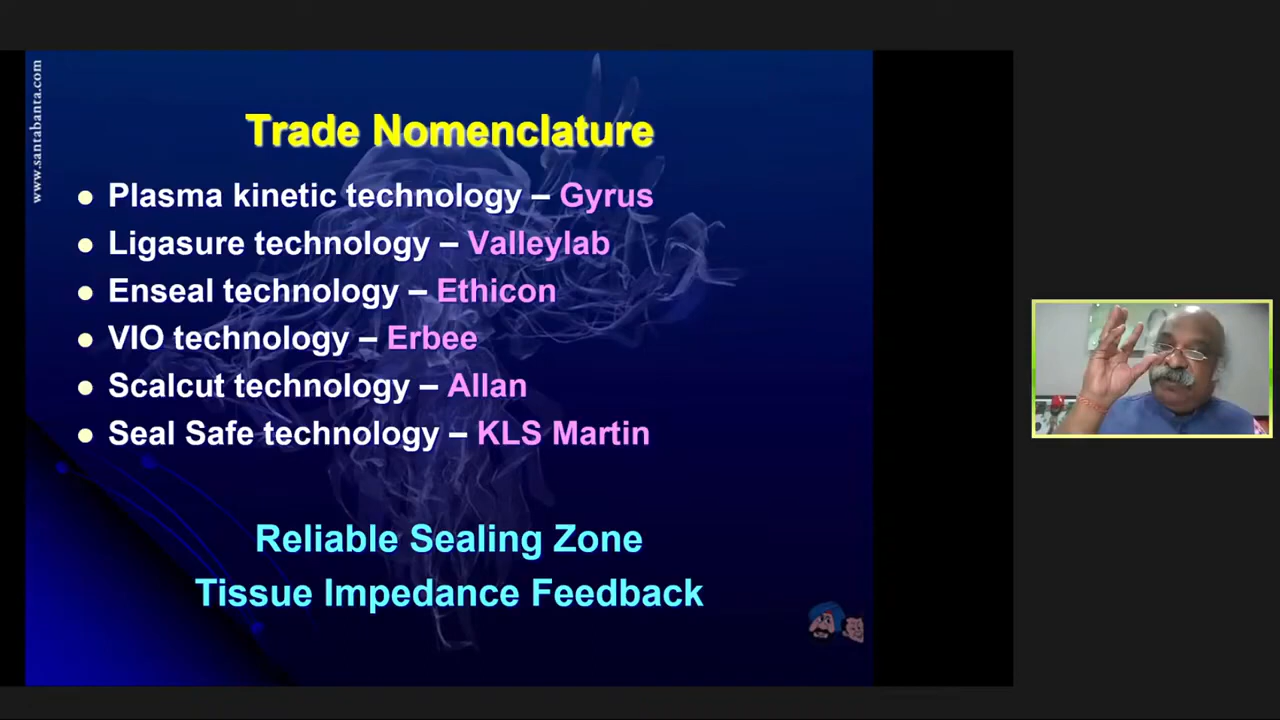 www.santabanta.com
Trade Nomenclature
Plasma kinetic technology – Gyrus
Ligasure technology – Valleylab
Enseal technology – Ethicon
VIO technology – Erbee
Scalcut technology – Allan
Seal Safe technology – KLS Martin
Reliable Sealing Zone
Tissue Impedance Feedback